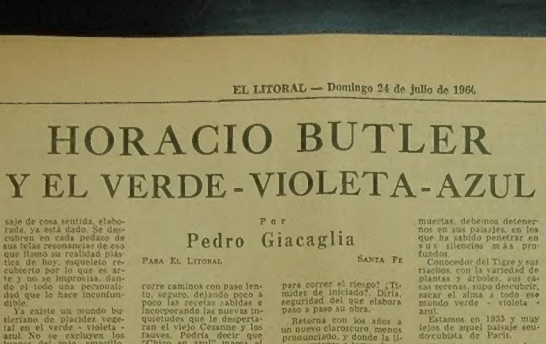 EL LITORAL — Domingo 24 de julio de 1966
HORACIO BUTLER
Y EL VERDE - VIOLETA - AZUL
Por
Pedro Giacaglia
PARA EL LITORAL
SANTA FE
saje de cosa sentida, elabo-
rada, ya está dado. Se des-
cubren en cada pedazo de
sus telas resonancias de eso
que llamo su realidad plás-
tica de hoy, esqueleto re-
cubierto por lo que es ar-
te y no se improvisa, dan-
do el todo una personali-
dad que lo hace inconfun-
dible.
Ya existe un mundo bu-
tleriano de placidez vege-
tal en el verde - violeta -
azul. No se excluyen los
corre caminos con paso len-
to, seguro, dejando poco a
poco las recetas sabidas e
incorporando las nuevas in-
quietudes que le desperta-
ran el viejo Cezanne y los
fauves. Podría decir que
para correr el riesgo? ¿Ti-
midez de iniciado?. Diría,
seguridad del que elabora
paso a paso su obra.
Retorna con los años a
un nuevo claroscuro, menos
pronunciado, y donde la li-
muertas, debemos detener-
nos en sus paisajes, en los
que ha sabido penetrar en
sus silencios más pro-
fundos.
Conocedor del Tigre y sus
riachos, con la variedad de
plantas y árboles, sus ca-
sas serenas, supo descubrir,
sacar el alma a todo ese
mundo verde - violeta -
azul.
Estamos en 1933 y muy
lejos de aquel paisaje seu-
docubista de París.